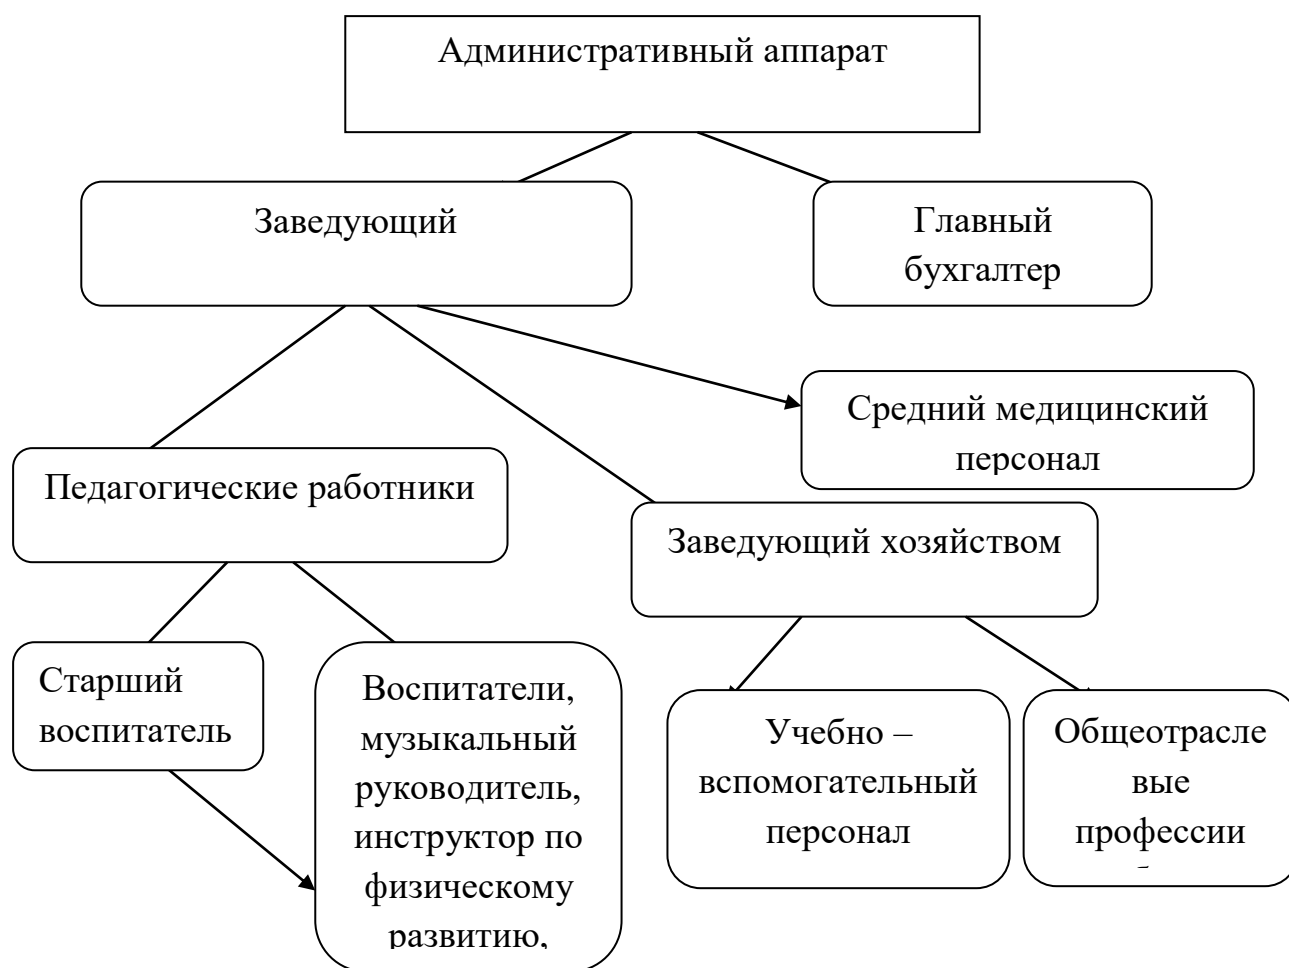 Административный аппарат
Заведующий
Главный
бухгалтер
Средний медицинский
персонал
Педагогические работники
Заведующий хозяйством
Старший
воспитатель
Воспитатели,
музыкальный
руководитель,
инструктор по
физическому
развитию,
Учебно –
вспомогательный
персонал
Общеотрасле
вые
профессии